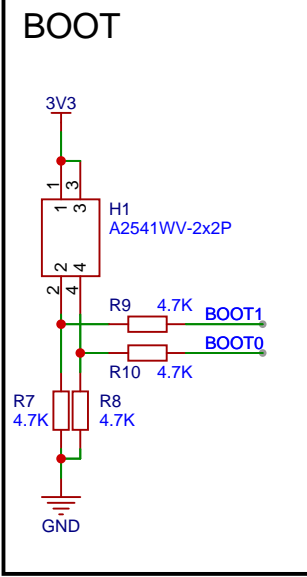 BOOT
3V3
1 3
1 3
H1
A2541WV-2x2P
2 4
2 4
R9 4.7K BOOT1
BOOT0
R10 4.7K
R7 R8
4.7K 4.7K
GND